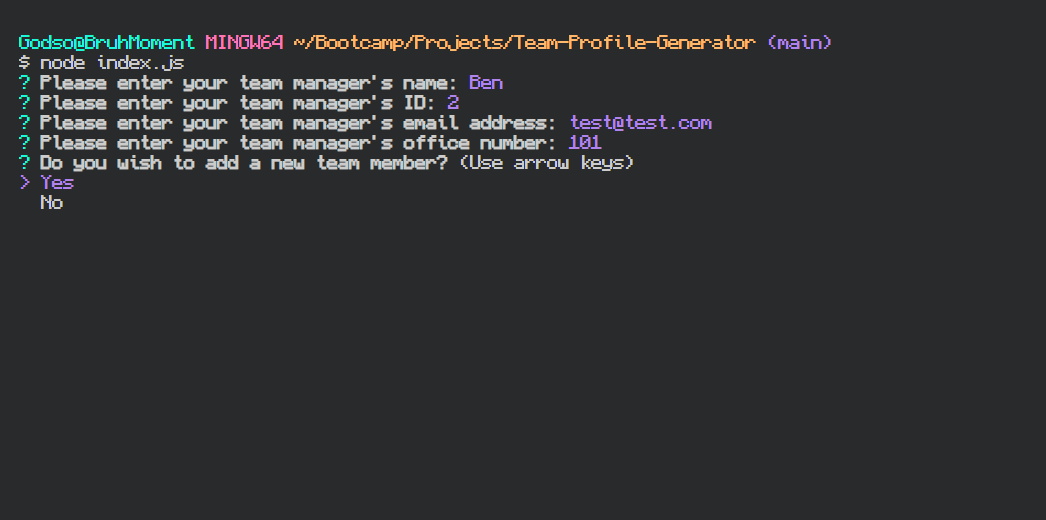 Godso@BruhMoment MINGW64 ~/Bootcamp/Projects/Team-Profile-Generator (main)
$ node index.js
? Please enter your team manager's name: Ben
? Please enter your team manager's ID: 2
? Please enter your team manager's email address: test@test.com
? Please enter your team manager's office number: 101
? Do you wish to add a new team member? (Use arrow keys)
> Yes
  No